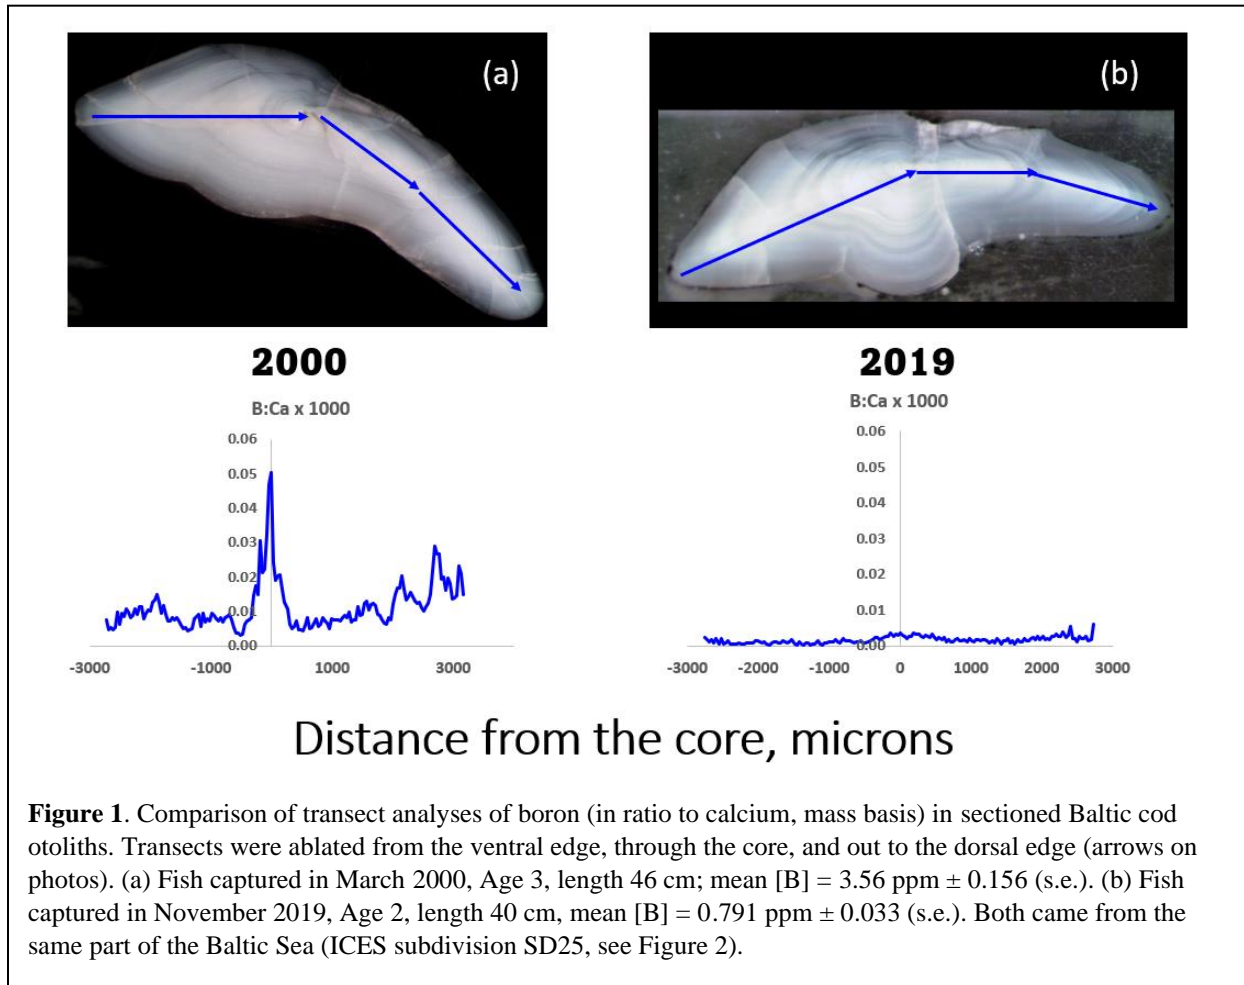 (a)
(b)
2000
2019
B:Ca x 1000
B:Ca x 1000
0.06
0.05
0.04
0.03
0.02
0.01
0.00
-3000
-1000
1000
3000
0.06
0.05
0.04
0.03
0.02
0.01
0.00
-3000
-2000
-1000
0
1000
2000
3000
Distance from the core, microns
Figure 1. Comparison of transect analyses of boron (in ratio to calcium, mass basis) in sectioned Baltic cod
otoliths. Transects were ablated from the ventral edge, through the core, and out to the dorsal edge (arrows on
photos). (a) Fish captured in March 2000, Age 3, length 46 cm; mean [B] = 3.56 ppm ± 0.156 (s.e.). (b) Fish
captured in November 2019, Age 2, length 40 cm, mean [B] = 0.791 ppm ± 0.033 (s.e.). Both came from the
same part of the Baltic Sea (ICES subdivision SD25, see Figure 2).